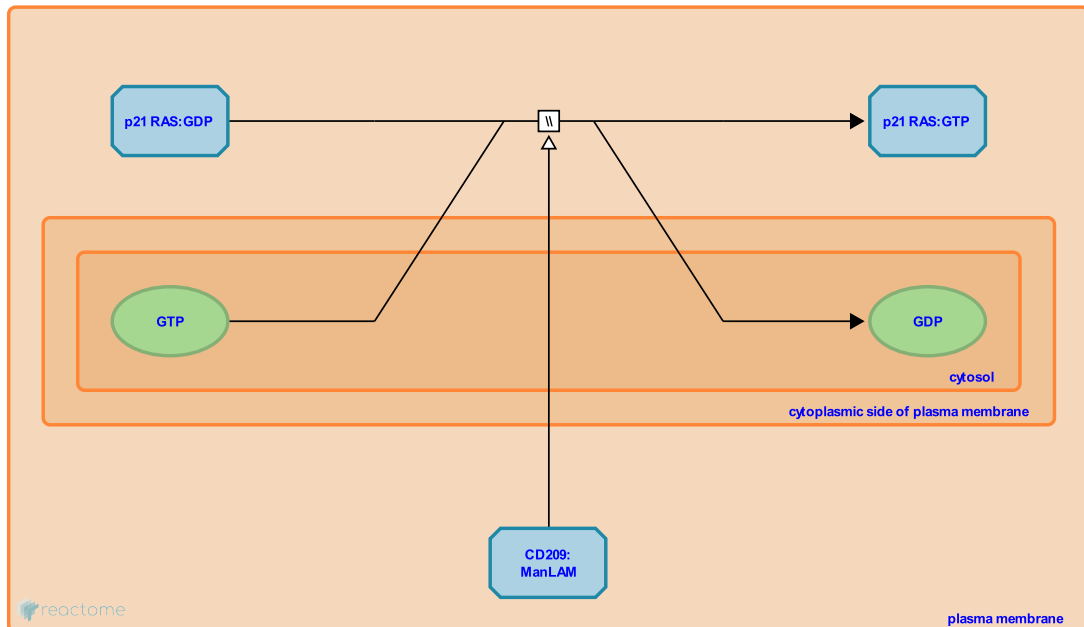 p21 RAS:GDP
\\
p21 RAS:GTP
GTP
GDP
cytosol
cytoplasmic side of plasma membrane
CD209:
ManLAM
reactome
plasma membrane